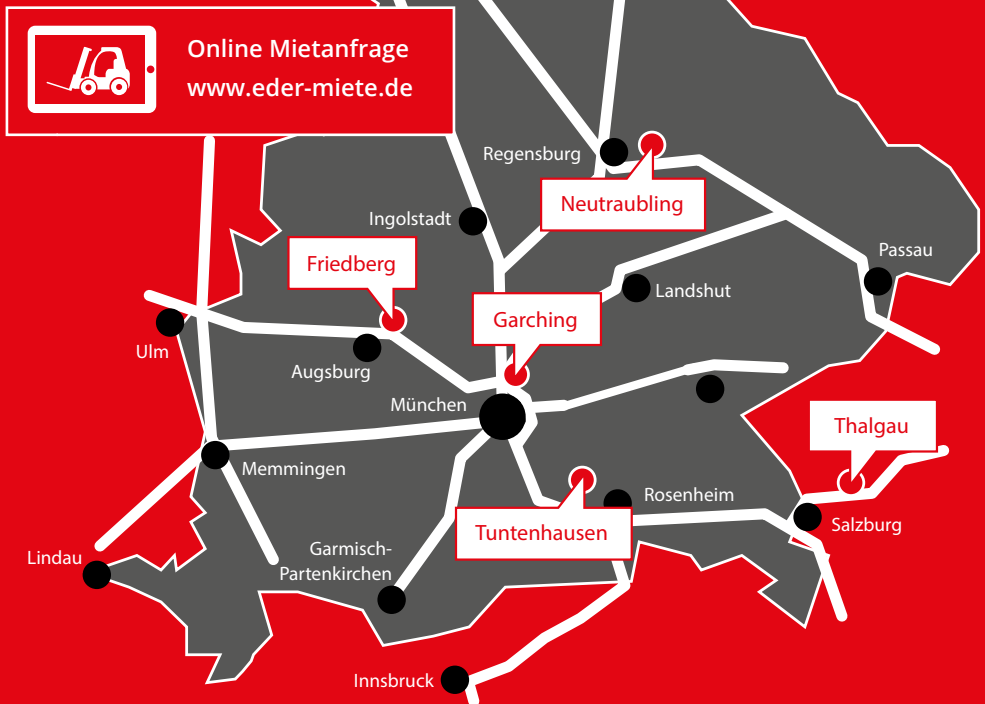 Online Mietanfrage
www.eder-miete.de
Regensburg
Neutraubling
Ingolstadt
Passau
Friedberg
Landshut
Garching
Ulm
Augsburg
München
Thalgau
Memmingen
Rosenheim
Salzburg
Tuntenhausen
Lindau
Garmisch-
Partenkirchen
Innsbruck